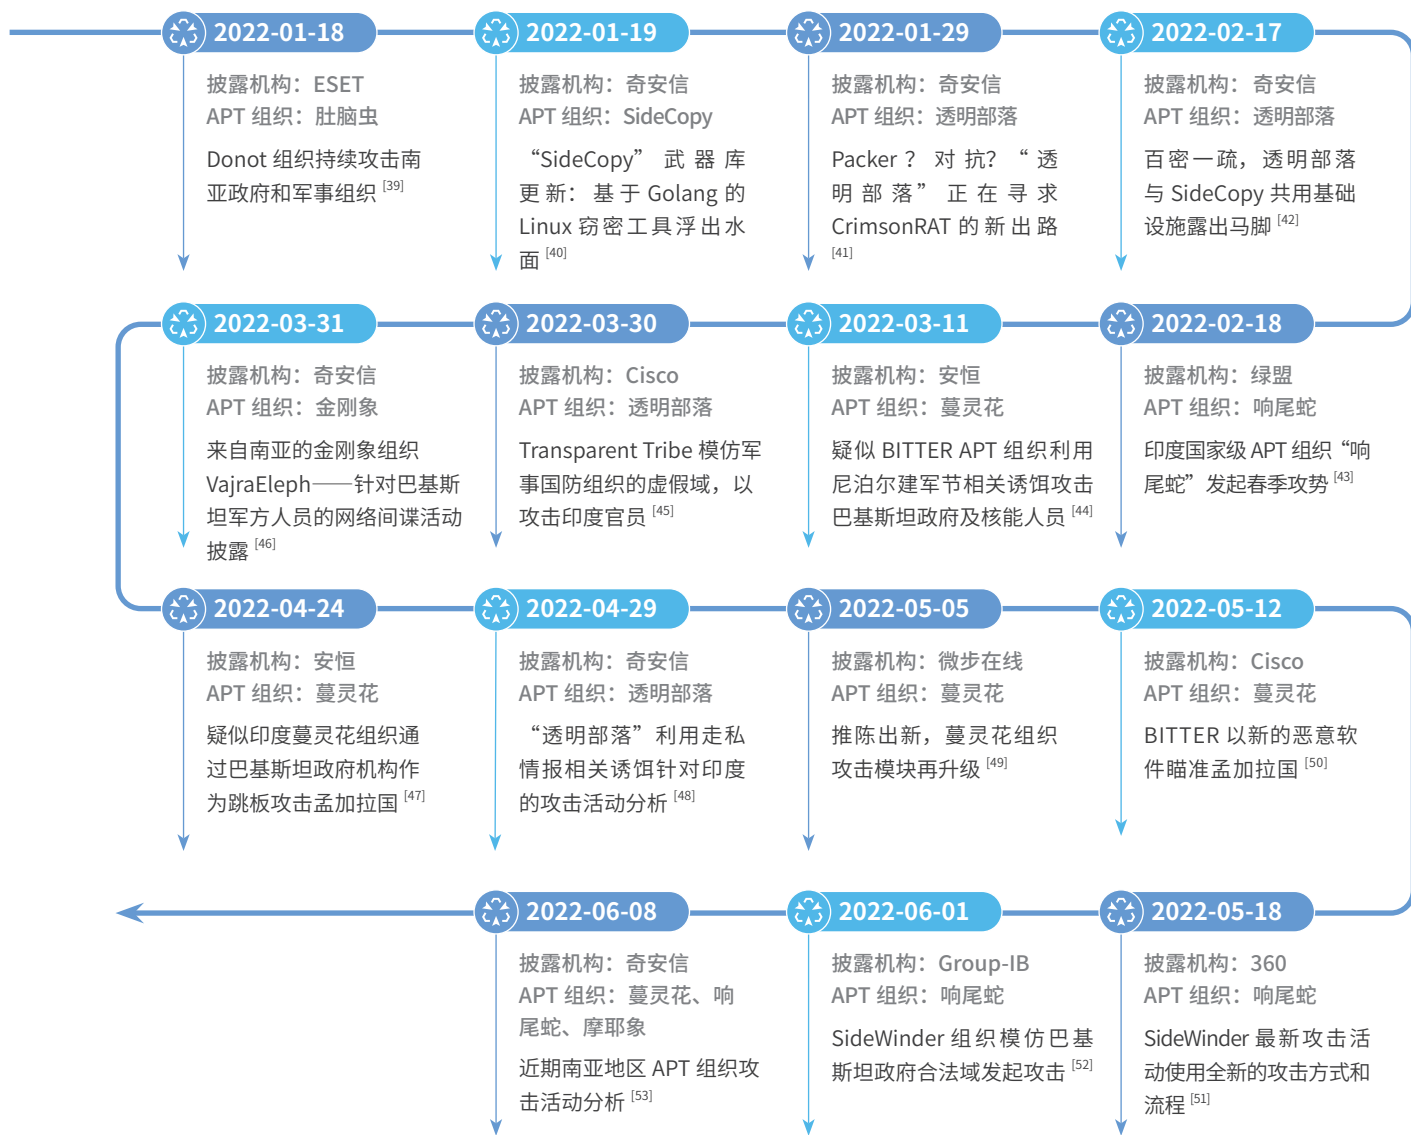 2022-01-18
披露机构：ESET
APT 组织：肚脑虫
Donot 组织持续攻击南
亚政府和军事组织 [39]
2022-01-19
披露机构：奇安信
APT 组织：SideCopy
“SideCopy” 武器库
更新：基于 Golang 的
Linux 窃密工具浮出水
面 [40]
2022-01-29
披露机构：奇安信
APT 组织：透明部落
Packer？对抗？“透
明部落”正在寻求
CrimsonRAT 的新出路
[41]
2022-02-17
披露机构：奇安信
APT 组织：透明部落
百密一疏，透明部落
与 SideCopy 共用基础
设施露出马脚 [42]
2022-02-18
披露机构：绿盟
APT 组织：响尾蛇
印度国家级 APT 组织“响
尾蛇”发起春季攻势 [43]
2022-03-11
披露机构：安恒
APT 组织：蔓灵花
疑似 BITTER APT 组织利用
尼泊尔建军节相关诱饵攻击
巴基斯坦政府及核能人员 [44]
2022-03-30
披露机构：Cisco
APT 组织：透明部落
Transparent Tribe 模仿军
事国防组织的虚假域，以
攻击印度官员 [45]
2022-03-31
披露机构：奇安信
APT 组织：金刚象
来自南亚的金刚象组织
VajraEleph——针对巴基斯
坦军方人员的网络间谍活动
披露 [46]
2022-04-24
披露机构：安恒
APT 组织：蔓灵花
疑似印度蔓灵花组织通
过巴基斯坦政府机构作
为跳板攻击孟加拉国 [47]
2022-04-29
披露机构：奇安信
APT 组织：透明部落
“透明部落”利用走私
情报相关诱饵针对印度
的攻击活动分析 [48]
2022-05-05
披露机构：微步在线
APT 组织：蔓灵花
推陈出新，蔓灵花组织
攻击模块再升级 [49]
2022-05-12
披露机构：Cisco
APT 组织：蔓灵花
BITTER 以新的恶意软
件瞄准孟加拉国 [50]
2022-05-18
披露机构：360
APT 组织：响尾蛇
SideWinder 最新攻击活
动使用全新的攻击方式和
流程 [51]
2022-06-01
披露机构：Group-IB
APT 组织：响尾蛇
SideWinder 组织模仿巴基
斯坦政府合法域发起攻击 [52]
2022-06-08
披露机构：奇安信
APT 组织：蔓灵花、响
尾蛇、摩耶象
近期南亚地区 APT 组织攻
击活动分析 [53]